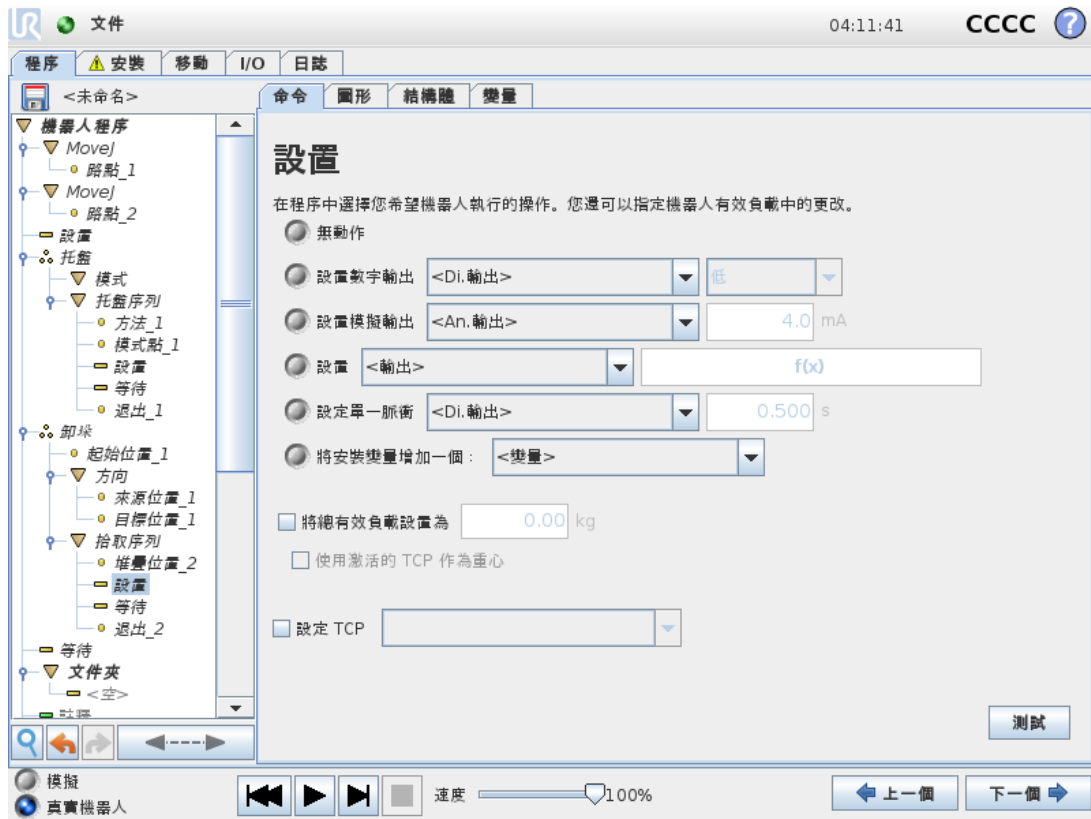 UR 文件 04:11:41 CCCC ?
程序 安裝 移動 I/O 日誌
<未命名>
命令 圖形 結構體 變量
機器人程序
MoveJ
路點_1
MoveJ
路點_2
設置
托盤
模式
托盤序列
方法_1
模式點_1
設置
等待
退出_1
卸垛
起始位置_1
方向
來源位置_1
目標位置_1
拾取序列
堆疊位置_2
設置
等待
退出_2
等待
文件夾
<空>
設置
在程序中選擇您希望機器人執行的操作。您還可以指定機器人有效負載中的更改。
無動作
設置數字輸出 <Di.輸出> 低
設置模擬輸出 <An.輸出> 4.0 mA
設置 <輸出> f(x)
設定單一脈衝 <Di.輸出> 0.500 s
將安裝變量增加一個： <變量>
將總有效負載設置為 0.00 kg
使用激活的 TCP 作為重心
設定 TCP
測試
模擬
真實機器人
速度 100%
上一個 下一個